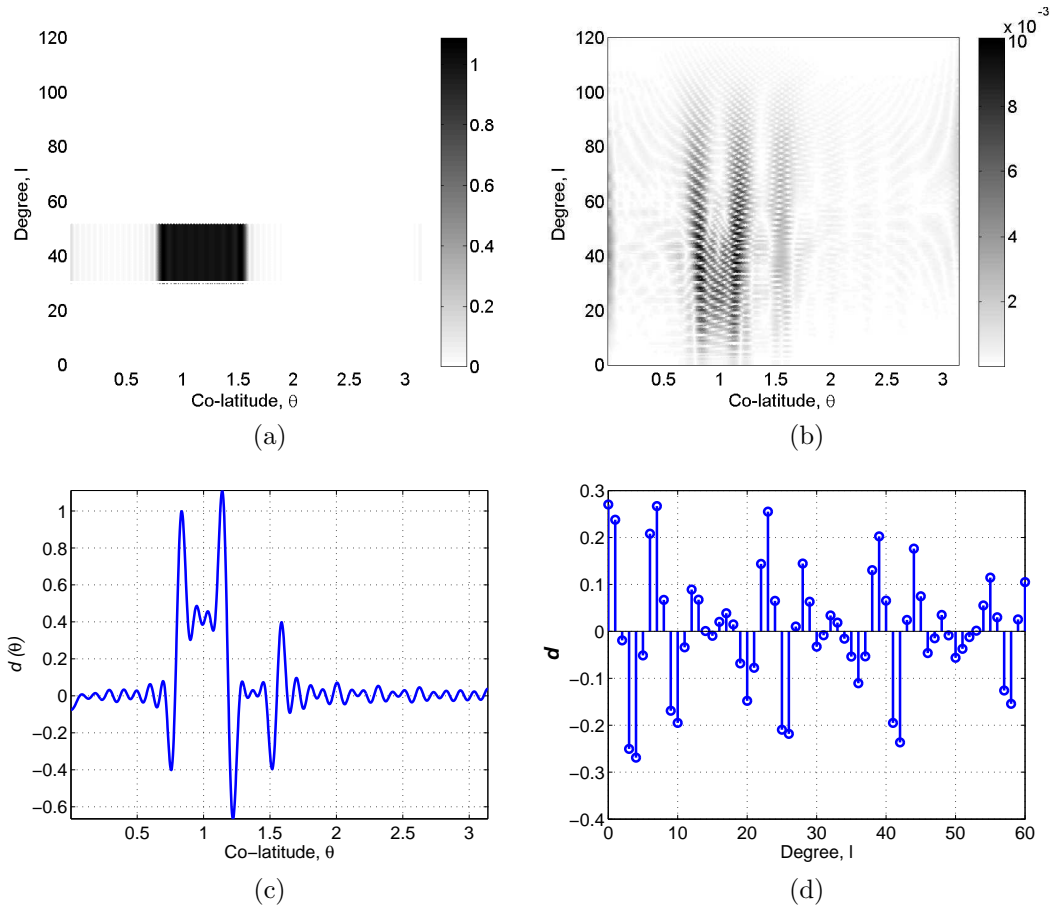 120
100
80
60
40
20
0
Degree, l
0.5 1 1.5 2 2.5 3
Co-latitude, θ
1
0.8
0.6
0.4
0.2
0
(a)
120
100
80
60
40
20
0
Degree, l
0.5 1 1.5 2 2.5 3
Co-latitude, θ
x 10⁻³
10
8
6
4
2
(b)
1
0.8
0.6
0.4
0.2
0
−0.2
−0.4
−0.6
d (θ)
0.5 1 1.5 2 2.5 3
Co−latitude, θ
(c)
0.3
0.2
0.1
0
−0.1
−0.2
−0.3
−0.4
d
0 10 20 30 40 50 60
Degree, l
(d)